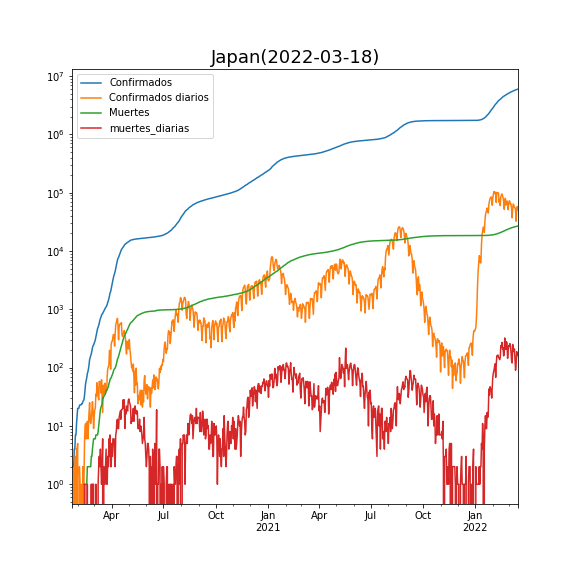 Japan(2022-03-18)
Confirmados
Confirmados diarios
Muertes
muertes_diarias
10⁷
10⁶
10⁵
10⁴
10³
10²
10¹
10⁰
Apr Jul Oct Jan Apr Jul Oct Jan
2021 2022